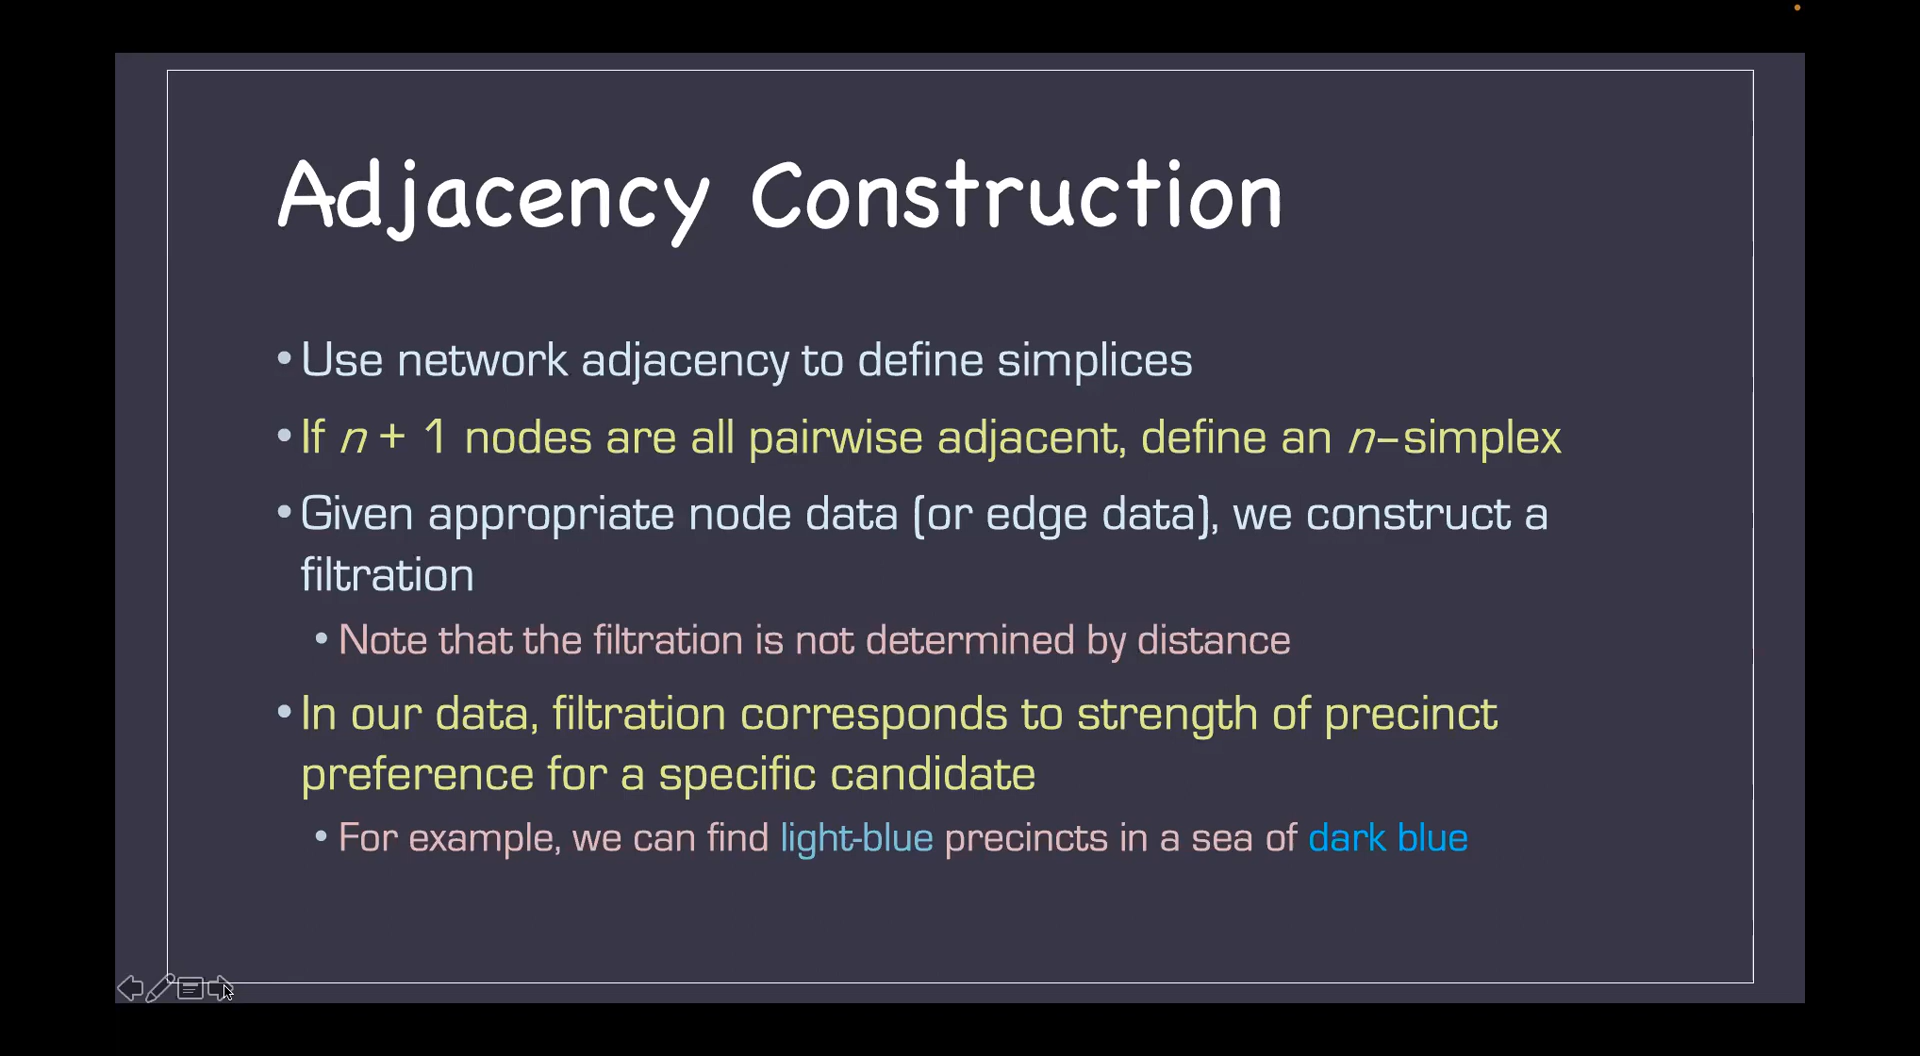 Adjacency Construction
•Use network adjacency to define simplices
•If n + 1 nodes are all pairwise adjacent, define an n–simplex
•Given appropriate node data (or edge data), we construct a
filtration
•Note that the filtration is not determined by distance
•In our data, filtration corresponds to strength of precinct
preference for a specific candidate
•For example, we can find light-blue precincts in a sea of dark blue